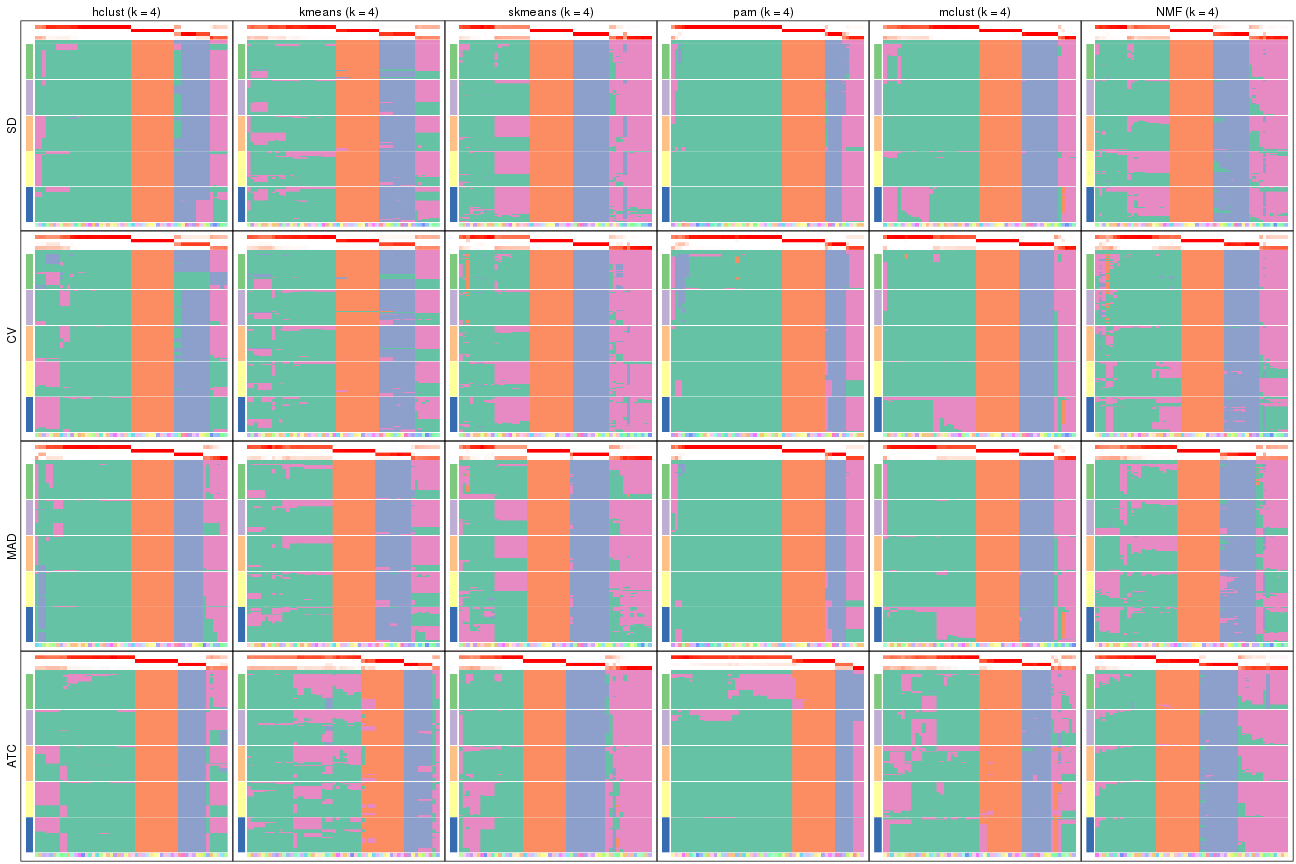 hclust (k = 4) kmeans (k = 4) skmeans (k = 4) pam (k = 4) mclust (k = 4) NMF (k = 4)
SD
CV
MAD
ATC